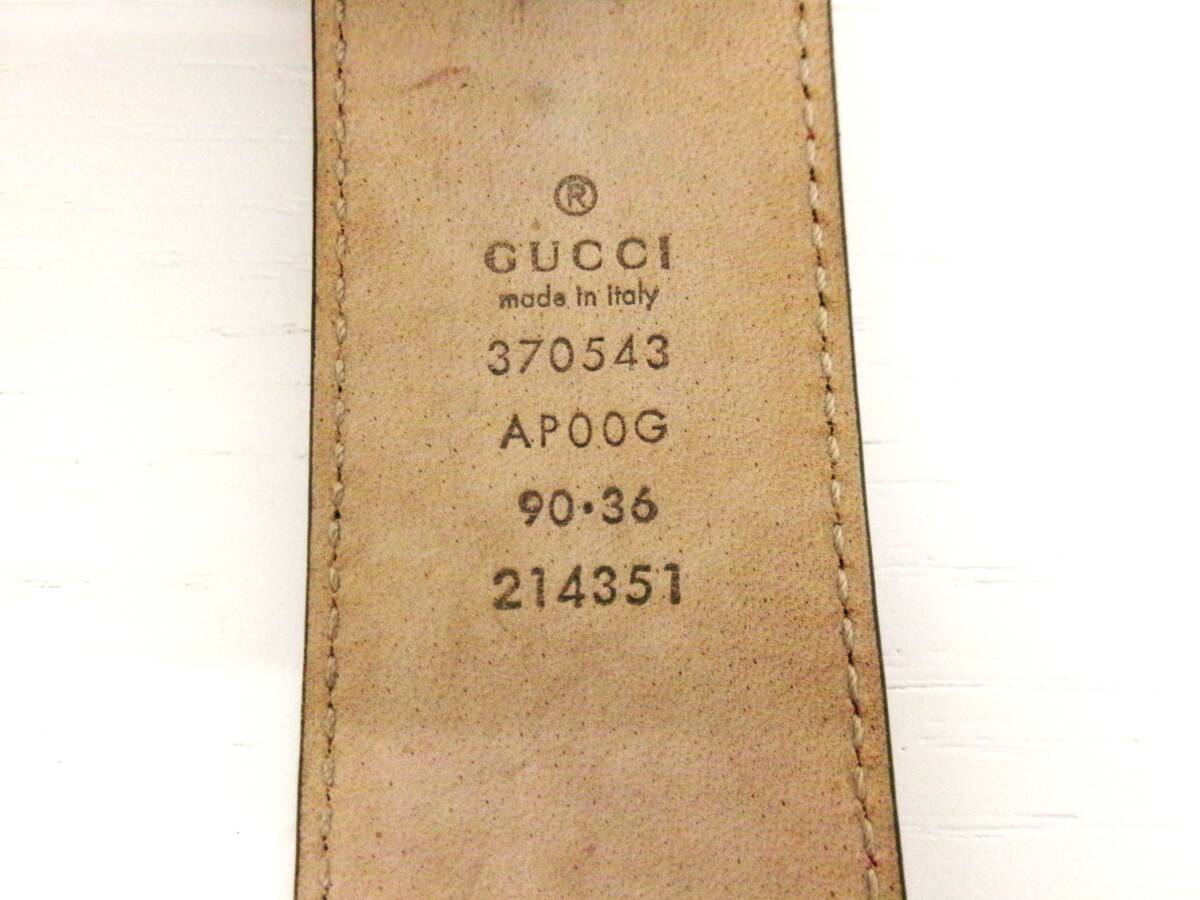 ®
GUCCI
made in italy
370543
AP00G
90·36
214351